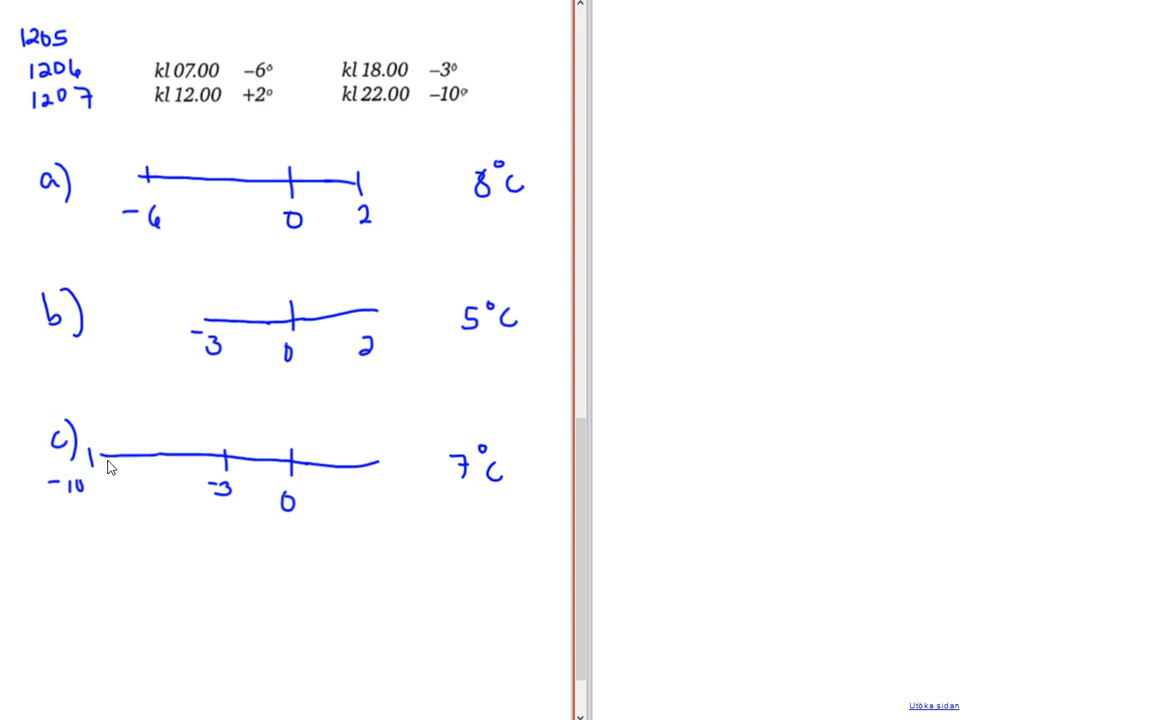 1205
1206
1207
kl 07.00 –6° kl 18.00 –3°
kl 12.00 +2° kl 22.00 –10°
a) 8°C
-6 0 2
b) 5°C
-3 0 2
c) 7°C
-10 -3 0
Utöka sidan